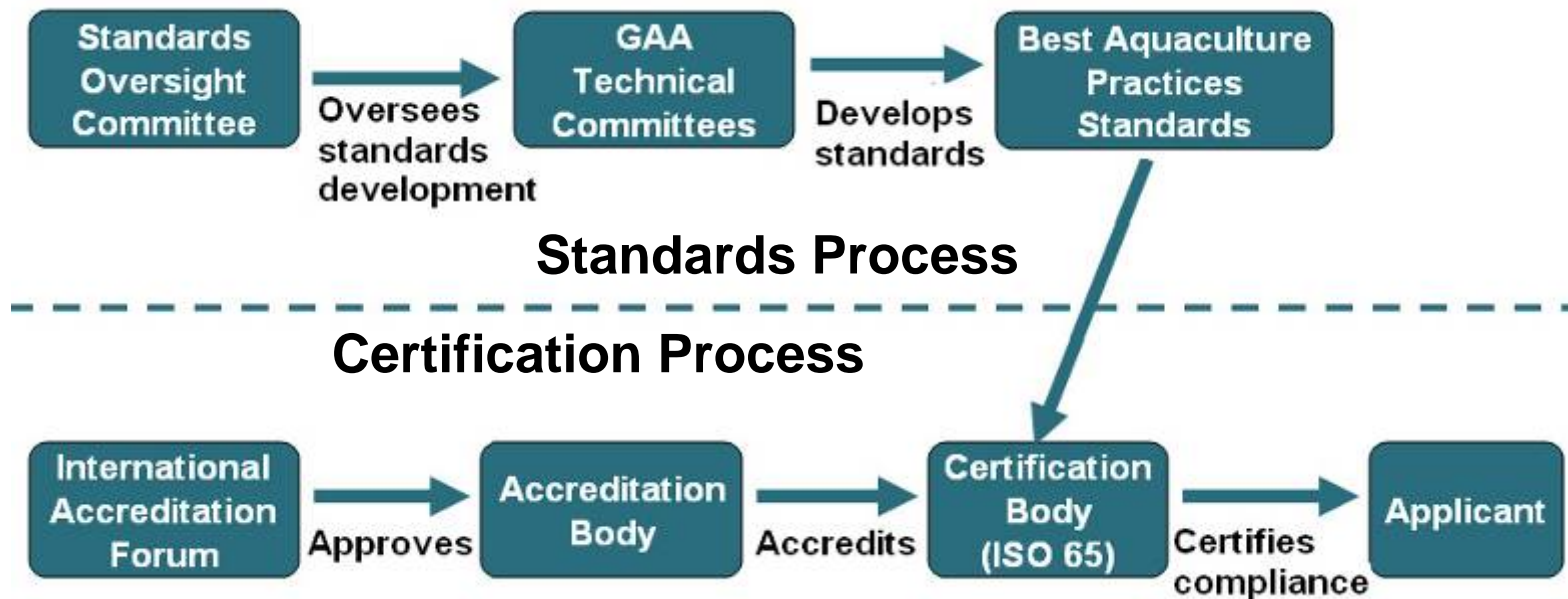 Standards
Oversight
Committee
Oversees
standards
development
GAA
Technical
Committees
Develops
standards
Best Aquaculture
Practices
Standards
Standards Process
Certification Process
International
Accreditation
Forum
Approves
Accreditation
Body
Accredits
Certification
Body
(ISO 65)
Certifies
compliance
Applicant